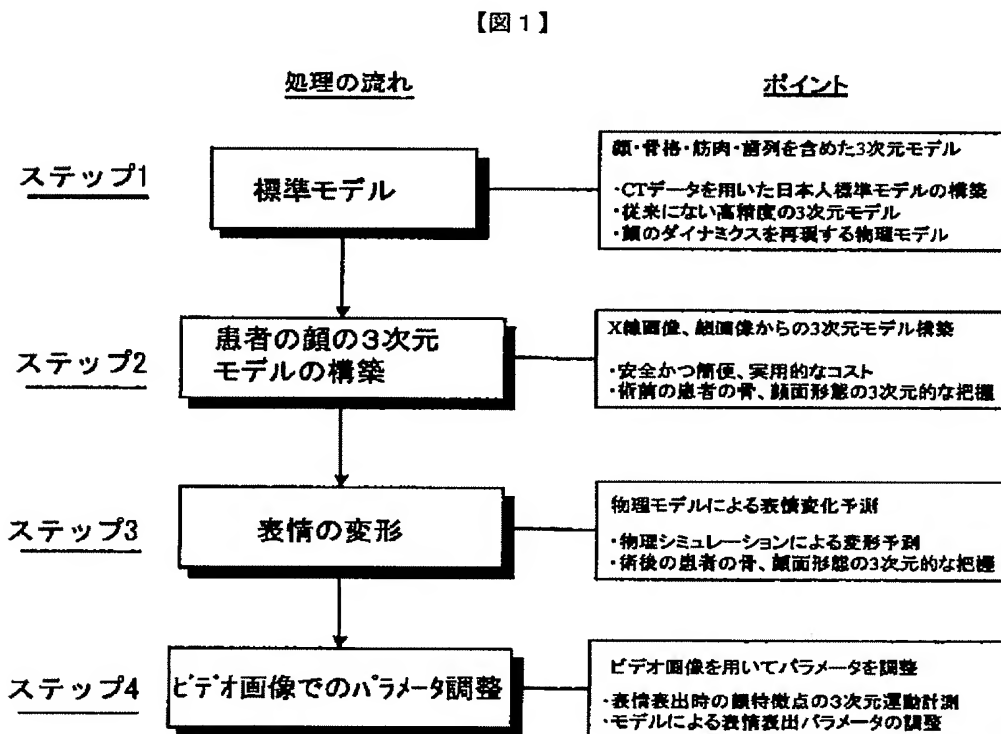 【図1】
処理の流れ
ポイント
ステップ1
標準モデル
顔・骨格・筋肉・歯列を含めた3次元モデル
・CTデータを用いた日本人標準モデルの構築
・従来にない高精度の3次元モデル
・顔のダイナミクスを再現する物理モデル
ステップ2
患者の顔の3次元
モデルの構築
X線画像、顔画像からの3次元モデル構築
・安全かつ簡便、実用的なコスト
・術前の患者の骨、顔面形態の3次元的な把握
ステップ3
表情の変形
物理モデルによる表情変化予測
・物理シミュレーションによる変形予測
・術後の患者の骨、顔面形態の3次元的な把握
ステップ4
ビデオ画像でのパラメータ調整
ビデオ画像を用いてパラメータを調整
・表情表出時の顔特徴点の3次元運動計測
・モデルによる表情表出パラメータの調整